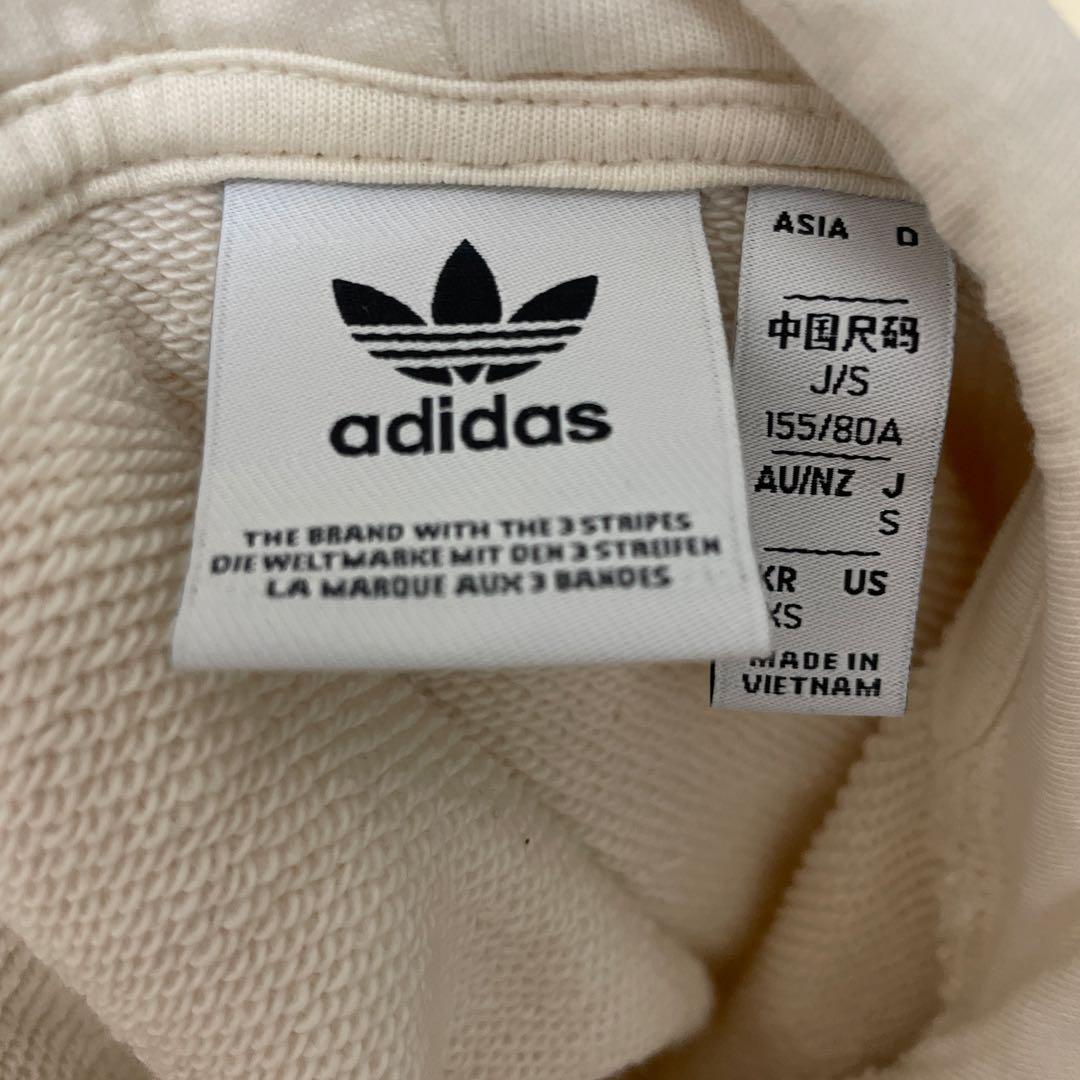 adidas
THE BRAND WITH THE 3 STRIPES
DIE WELTMARKE MIT DEN 3 STREIFEN
LA MARQUE AUX 3 BANDES
ASIA D
中国尺码
J/S
155/80A
AU/NZ J
S
KR US
XS
MADE IN
VIETNAM